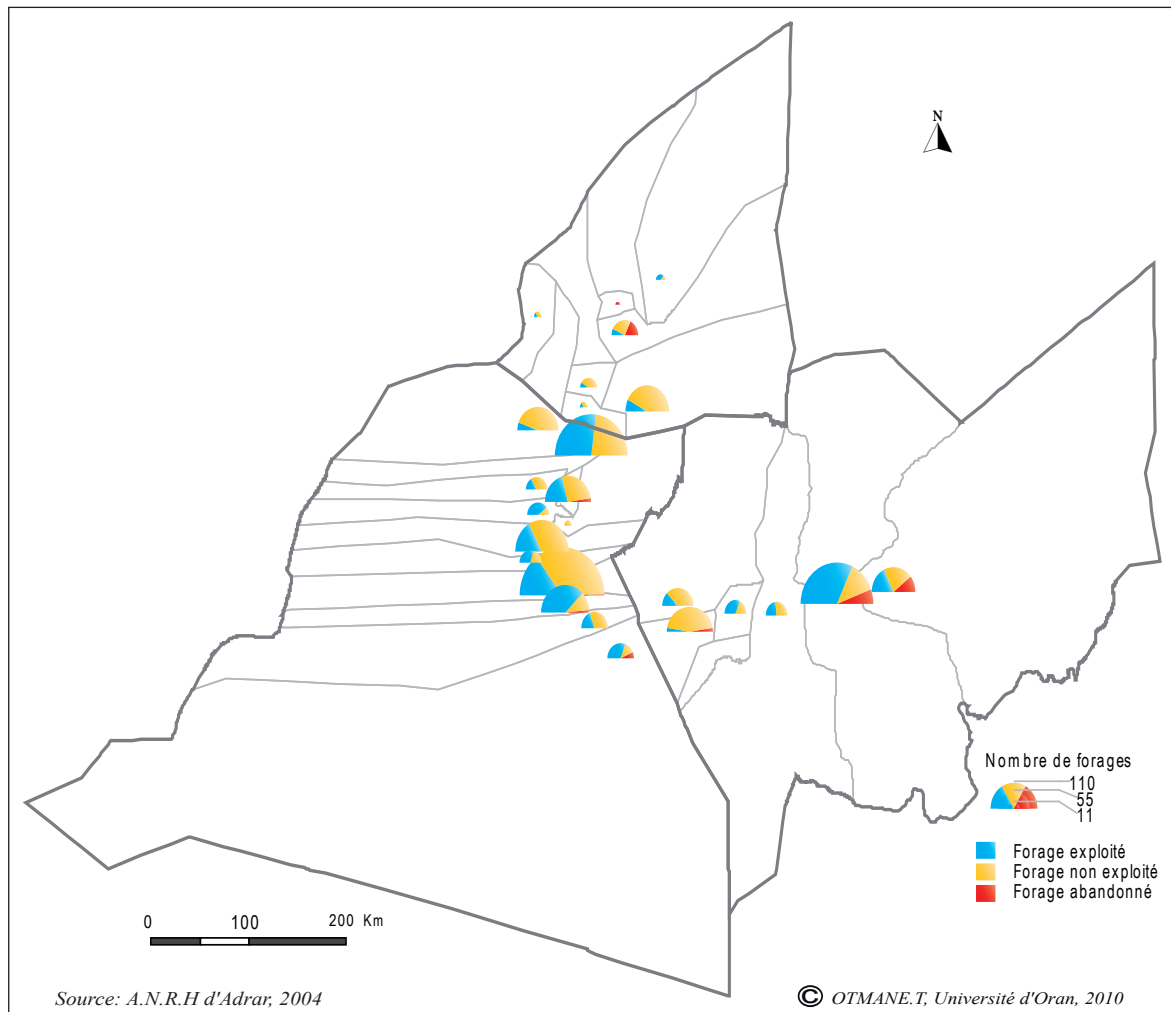 N
Nombre de forages
110
55
11
Forage exploité
Forage non exploité
Forage abandonné
0 100 200 Km
Source: A.N.R.H d'Adrar, 2004
© OTMANE.T, Université d'Oran, 2010